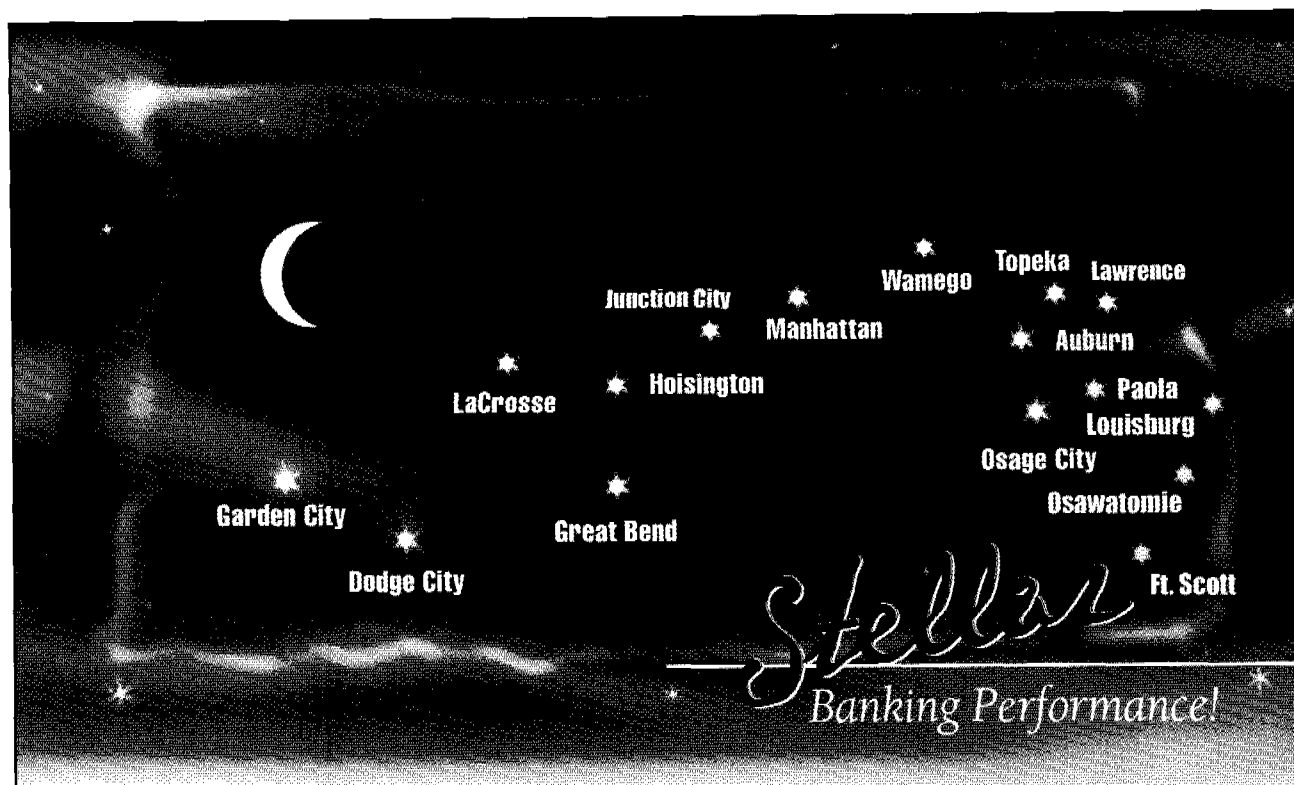 Topeka
Lawrence
Wamego
Junction City
Manhattan
Auburn
Hoisington
Paola
LaCrosse
Louisburg
Osage City
Osawatomie
Garden City
Great Bend
Dodge City
Ft. Scott
Stellar
Banking Performance!